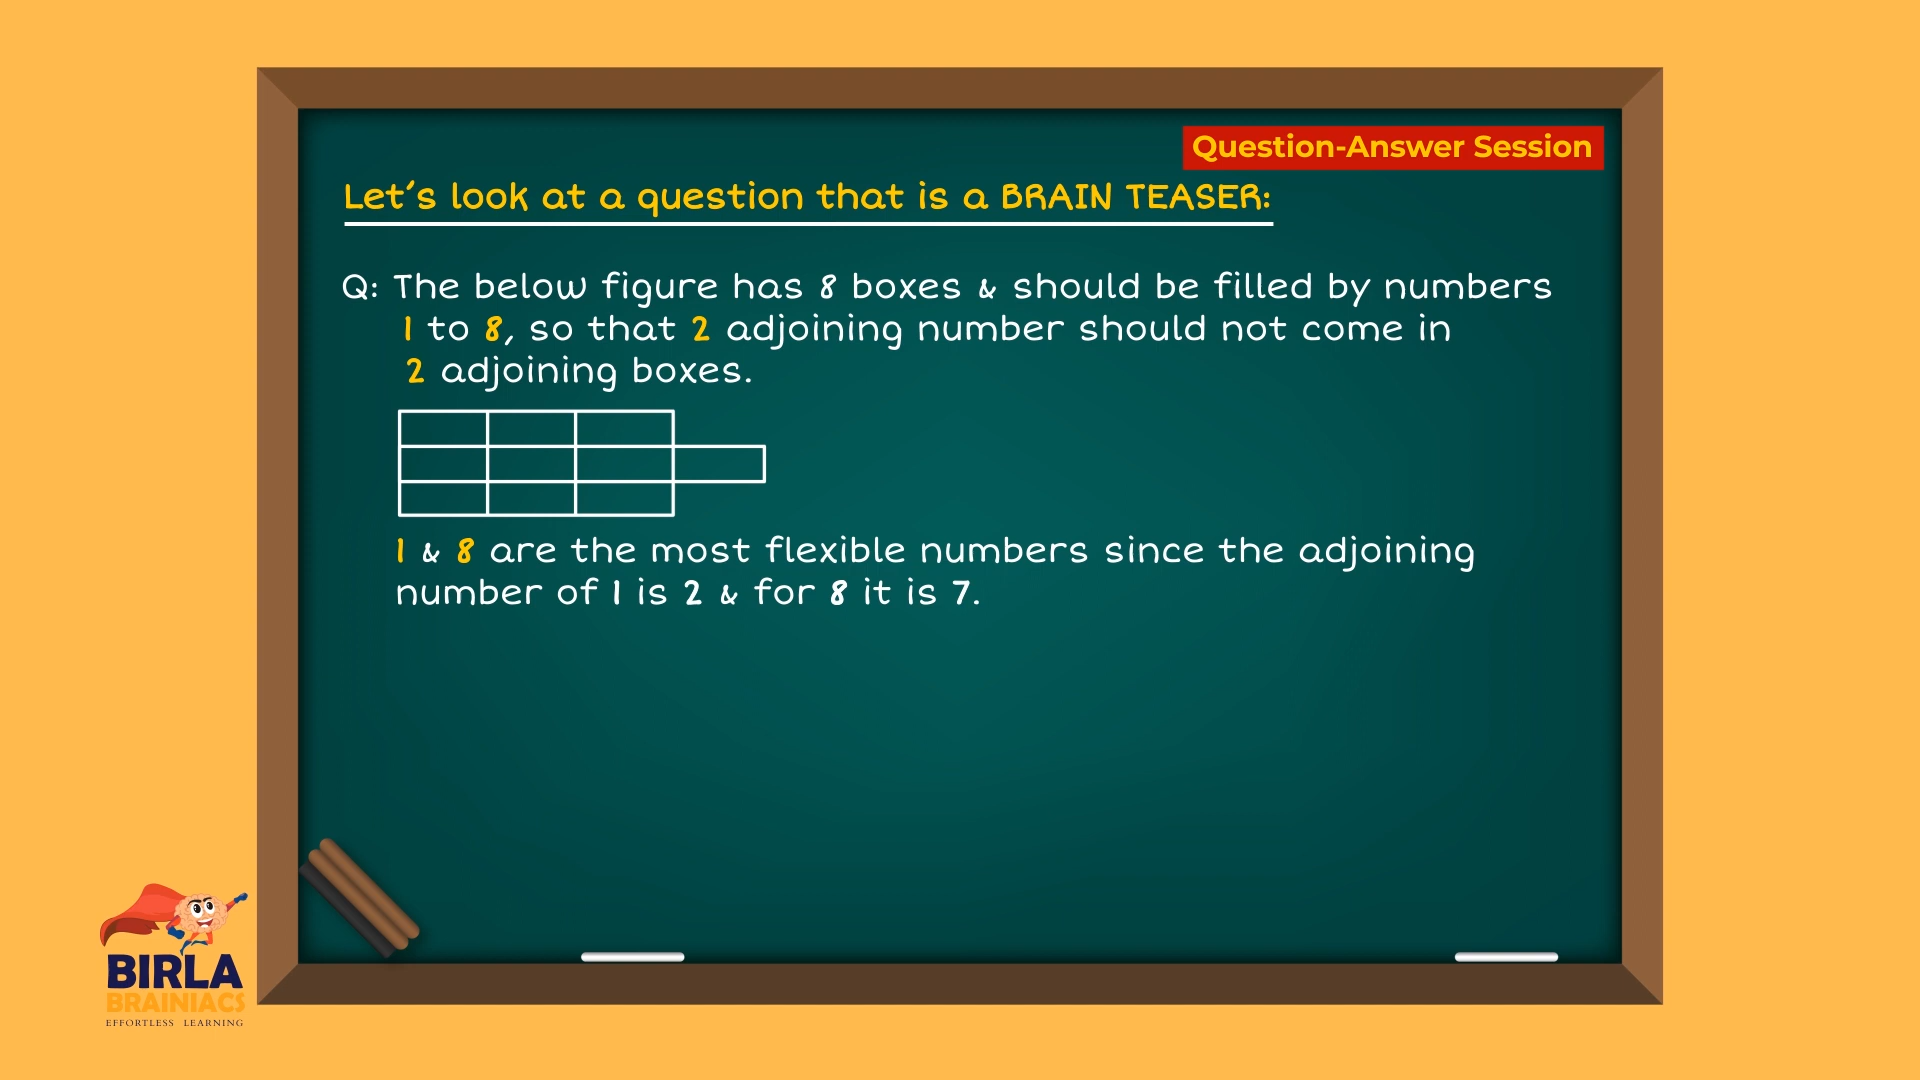 Question-Answer Session
Let's look at a question that is a BRAIN TEASER:
Q: The below figure has 8 boxes & should be filled by numbers
1 to 8, so that 2 adjoining number should not come in
2 adjoining boxes.
1 & 8 are the most flexible numbers since the adjoining
number of 1 is 2 & for 8 it is 7.
BIRLA
BRAINIACS
EFFORTLESS LEARNING